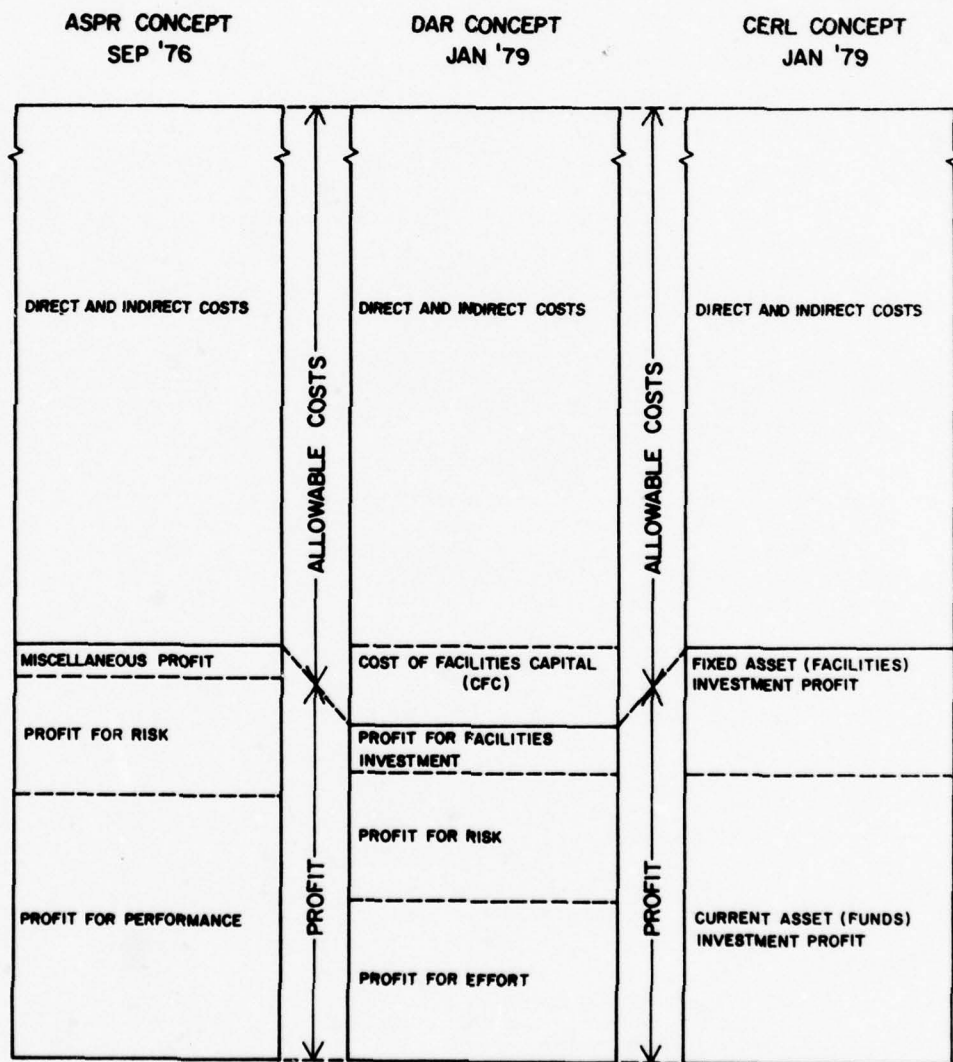 ASPR CONCEPT
SEP '76
DAR CONCEPT
JAN '79
CERL CONCEPT
JAN '79
DIRECT AND INDIRECT COSTS
MISCELLANEOUS PROFIT
PROFIT FOR RISK
PROFIT FOR PERFORMANCE
ALLOWABLE COSTS
PROFIT
DIRECT AND INDIRECT COSTS
COST OF FACILITIES CAPITAL
(CFC)
PROFIT FOR FACILITIES
INVESTMENT
PROFIT FOR RISK
PROFIT FOR EFFORT
ALLOWABLE COSTS
PROFIT
DIRECT AND INDIRECT COSTS
FIXED ASSET (FACILITIES)
INVESTMENT PROFIT
CURRENT ASSET (FUNDS)
INVESTMENT PROFIT